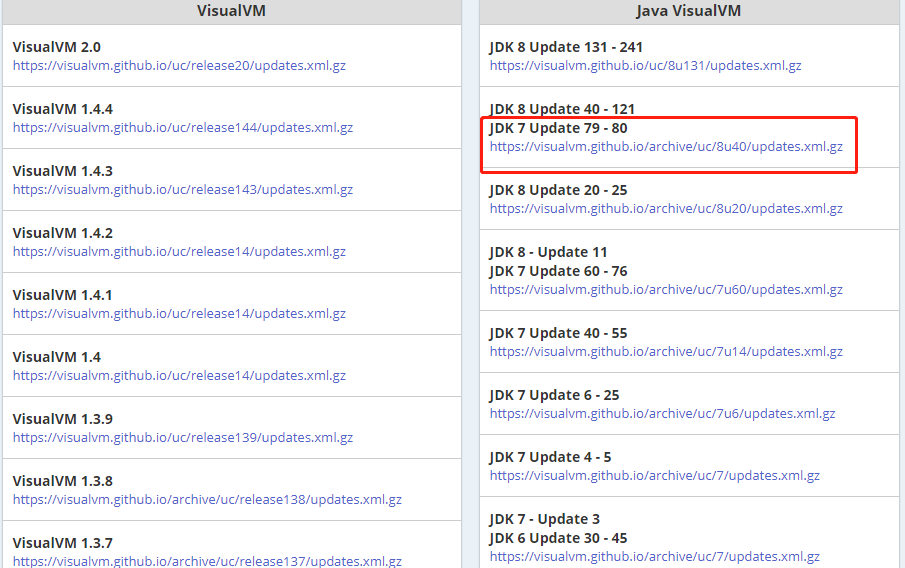 VisualVM
VisualVM 2.0
https://visualvm.github.io/uc/release20/updates.xml.gz
VisualVM 1.4.4
https://visualvm.github.io/uc/release144/updates.xml.gz
VisualVM 1.4.3
https://visualvm.github.io/uc/release143/updates.xml.gz
VisualVM 1.4.2
https://visualvm.github.io/uc/release14/updates.xml.gz
VisualVM 1.4.1
https://visualvm.github.io/uc/release14/updates.xml.gz
VisualVM 1.4
https://visualvm.github.io/uc/release14/updates.xml.gz
VisualVM 1.3.9
https://visualvm.github.io/uc/release139/updates.xml.gz
VisualVM 1.3.8
https://visualvm.github.io/archive/uc/release138/updates.xml.gz
VisualVM 1.3.7
https://visualvm.github.io/archive/uc/release137/updates.xml.gz
Java VisualVM
JDK 8 Update 131 - 241
https://visualvm.github.io/uc/8u131/updates.xml.gz
JDK 8 Update 40 - 121
JDK 7 Update 79 - 80
https://visualvm.github.io/archive/uc/8u40/updates.xml.gz
JDK 8 Update 20 - 25
https://visualvm.github.io/archive/uc/8u20/updates.xml.gz
JDK 8 - Update 11
JDK 7 Update 60 - 76
https://visualvm.github.io/archive/uc/7u60/updates.xml.gz
JDK 7 Update 40 - 55
https://visualvm.github.io/archive/uc/7u14/updates.xml.gz
JDK 7 Update 6 - 25
https://visualvm.github.io/archive/uc/7u6/updates.xml.gz
JDK 7 Update 4 - 5
https://visualvm.github.io/archive/uc/7/updates.xml.gz
JDK 7 - Update 3
JDK 6 Update 30 - 45
https://visualvm.github.io/archive/uc/7/updates.xml.gz